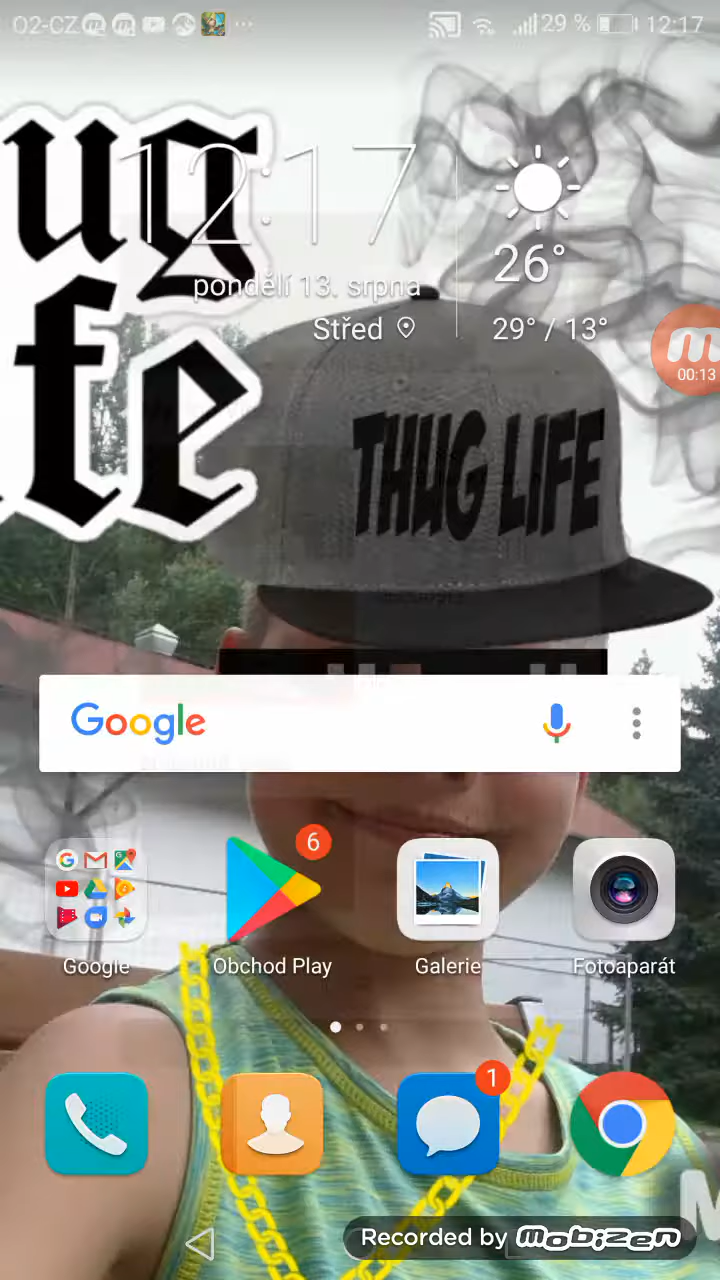 O2-CZ 29 % 12:17
ug
life
12:17
26°
pondělí 13. srpna
Střed
29° / 13°
00:13
THUG LIFE
Google
6
Google
Obchod Play
Galerie
Fotoaparát
1
Recorded by mobizen